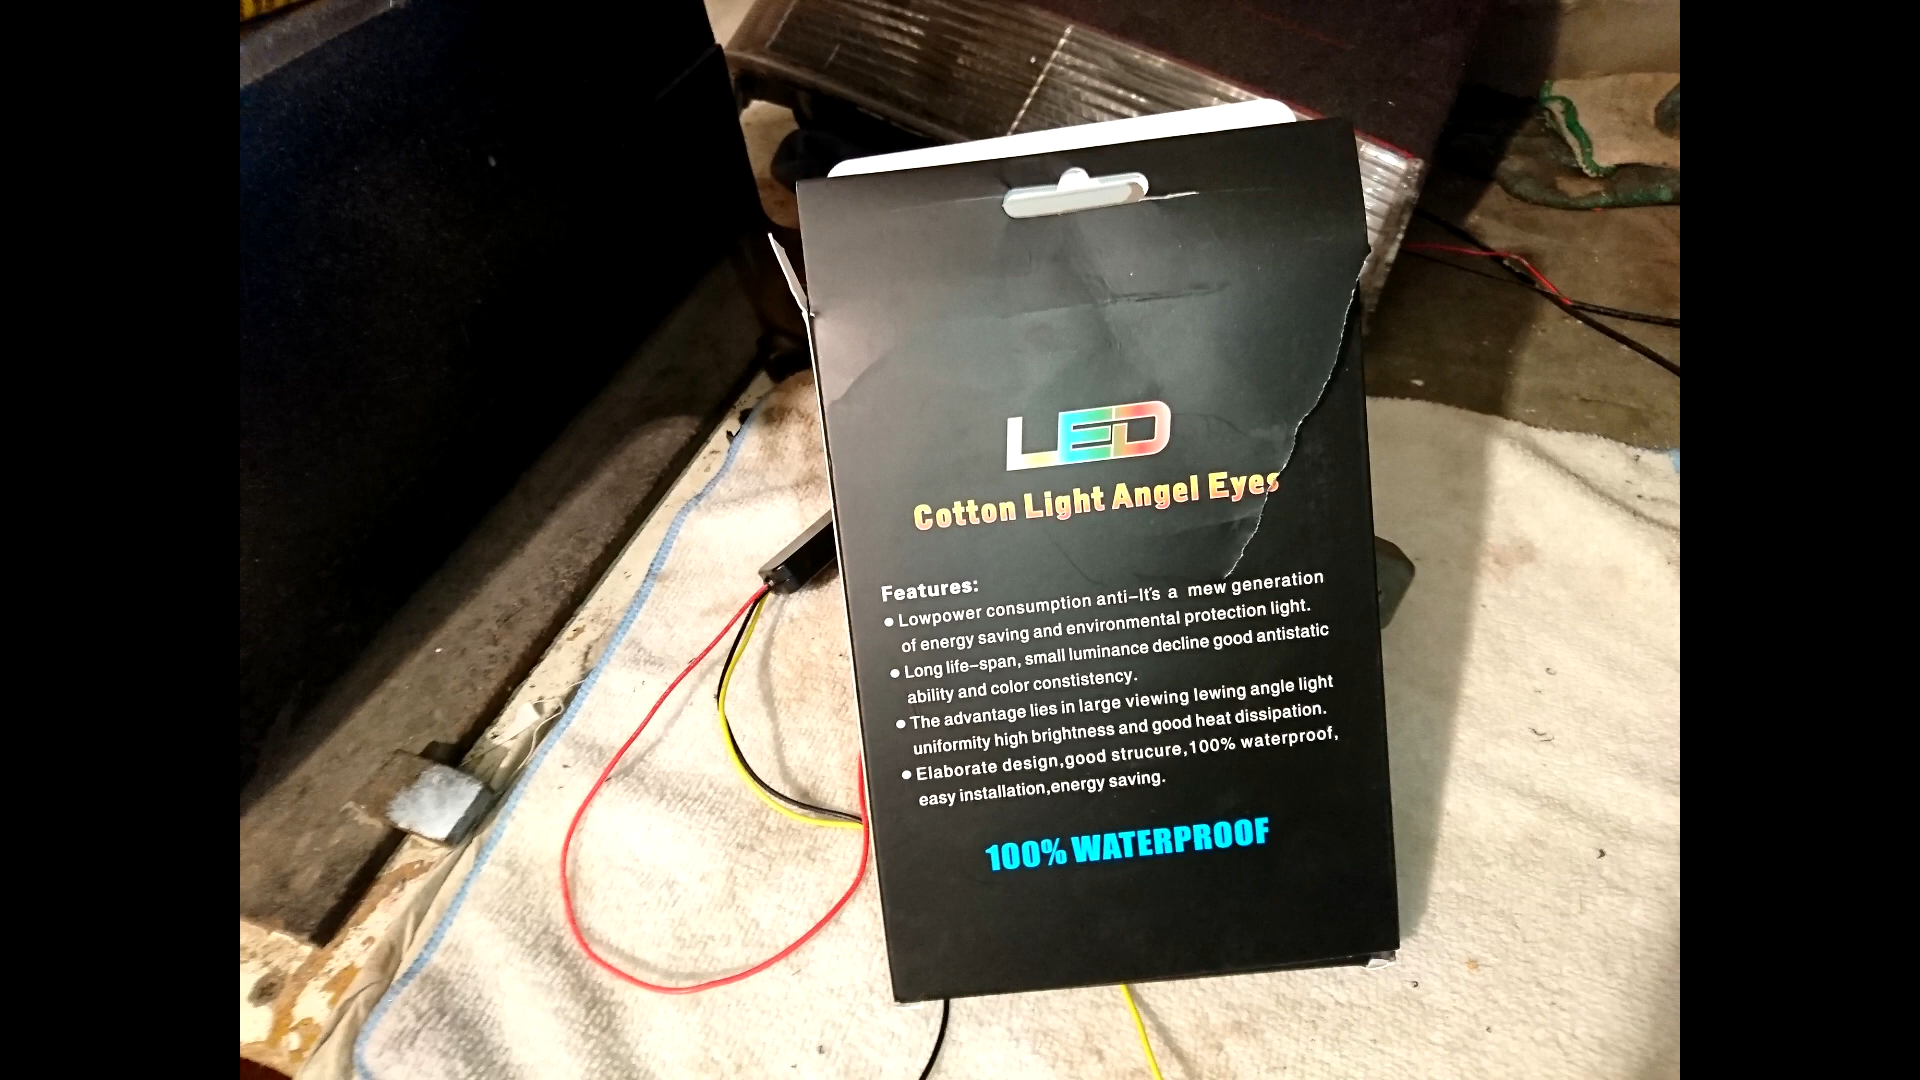 LED
Cotton Light Angel Eyes
Features:
● Lowpower consumption anti-It's a mew generation
of energy saving and environmental protection light.
● Long life-span, small luminance decline good antistatic
ability and color constistency.
● The advantage lies in large viewing lewing angle light
uniformity high brightness and good heat dissipation.
● Elaborate design,good strucure,100% waterproof,
easy installation,energy saving.
100% WATERPROOF